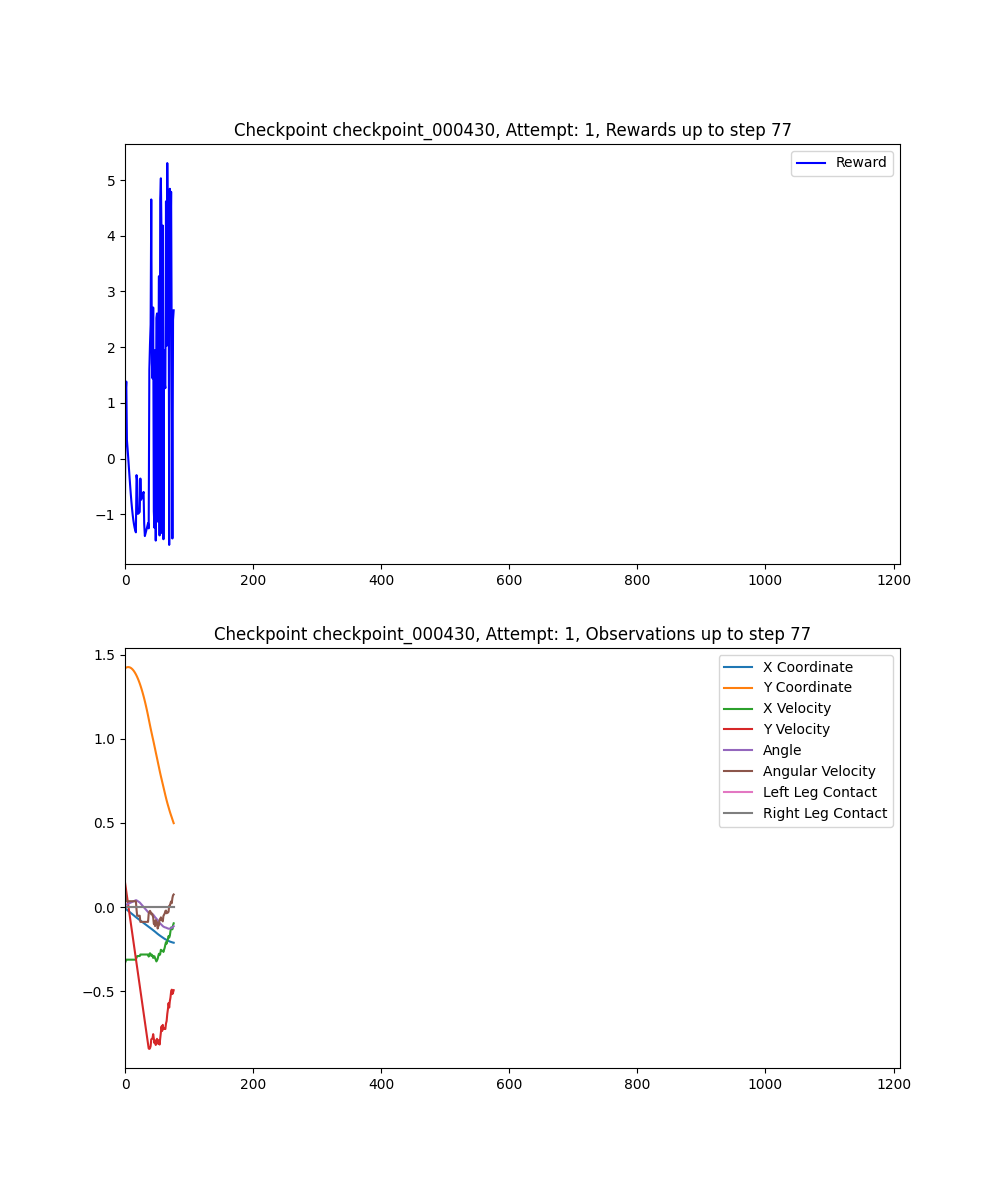 Checkpoint checkpoint_000430, Attempt: 1, Rewards up to step 77
Reward
5
4
3
2
1
0
−1
0 200 400 600 800 1000 1200
Checkpoint checkpoint_000430, Attempt: 1, Observations up to step 77
1.5
1.0
0.5
0.0
−0.5
X Coordinate
Y Coordinate
X Velocity
Y Velocity
Angle
Angular Velocity
Left Leg Contact
Right Leg Contact
0 200 400 600 800 1000 1200